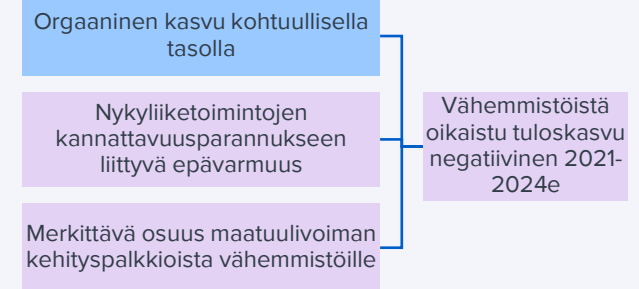 Orgaaninen kasvu kohtuullisella
tasolla
Nykyliiketoimintojen
kannattavuusparannukseen
liittyvä epävarmuus
Merkittävä osuus maatuulivoiman
kehityspalkkioista vähemmistöille
Vähemmistöistä
oikaistu tuloskasvu
negatiivinen 2021-
2024e